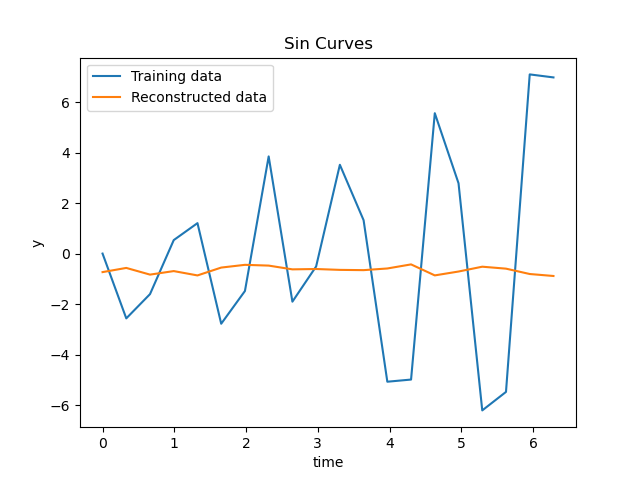 Sin Curves
Training data
Reconstructed data
6
4
2
0
−2
−4
−6
y
0 1 2 3 4 5 6
time